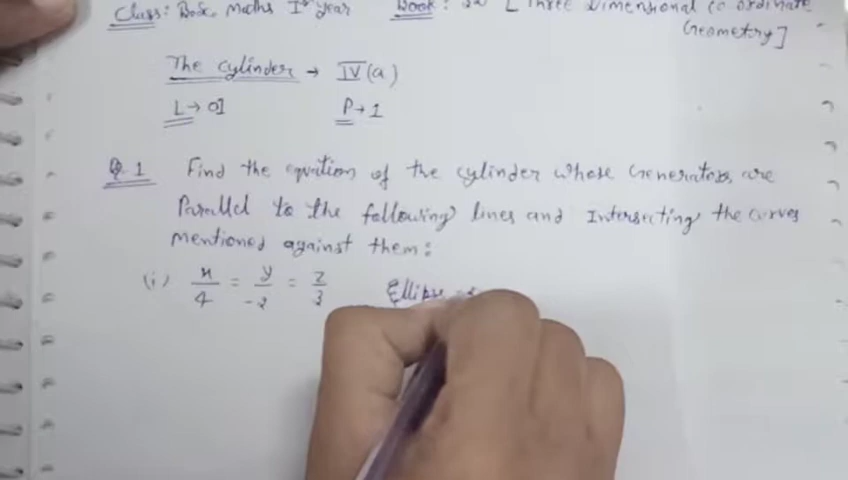 Class: B.Sc. Maths Ist year Book: [Three Dimensional Co ordinate
Geometry]
The Cylinder → IV(a)
L → 01 P → 1
Q.1 Find the equation of the cylinder whose Generators are
Parallel to the following lines and Intersecting the curves
mentioned against them:
(i) x/4 = y/-2 = z/3 Ellipse